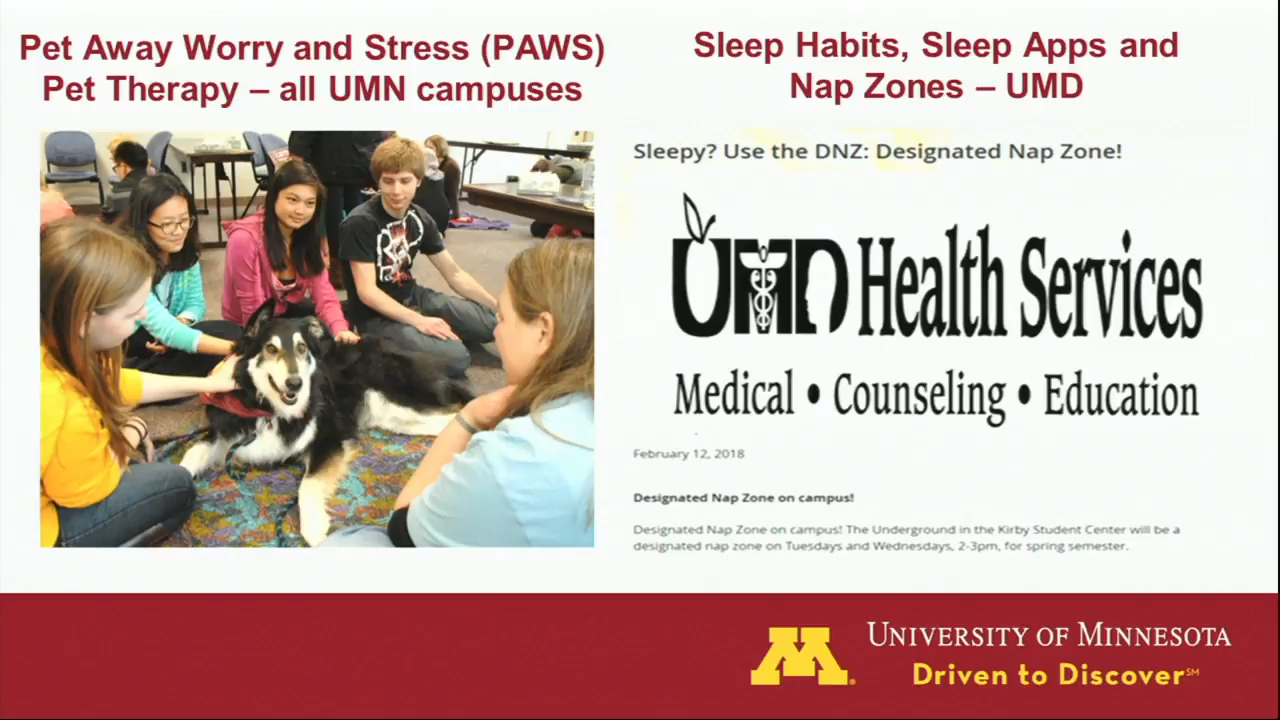 Pet Away Worry and Stress (PAWS)
Pet Therapy – all UMN campuses
Sleep Habits, Sleep Apps and
Nap Zones – UMD
Sleepy? Use the DNZ: Designated Nap Zone!
UMD Health Services
Medical • Counseling • Education
February 12, 2018
Designated Nap Zone on campus!
Designated Nap Zone on campus! The Underground in the Kirby Student Center will be a
designated nap zone on Tuesdays and Wednesdays, 2-3pm, for spring semester.
M
UNIVERSITY OF MINNESOTA
Driven to Discover℠